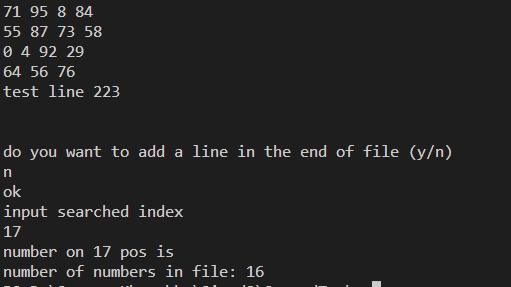 71 95 8 84
55 87 73 58
0 4 92 29
64 56 76
test line 223
do you want to add a line in the end of file (y/n)
n
ok
input searched index
17
number on 17 pos is
number of numbers in file: 16